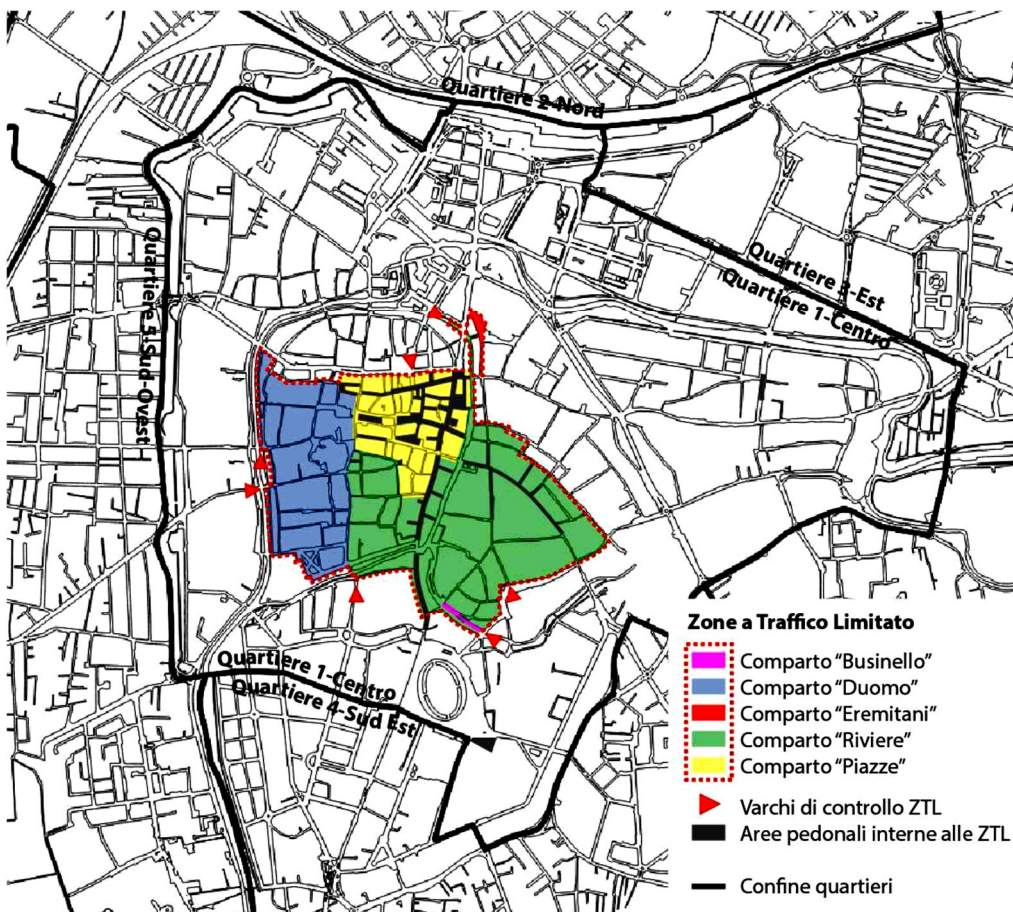 Quartiere 2-Nord
Quartiere 3-Est
Quartiere 1-Centro
Quartiere 5-Sud-Ovest
Quartiere 1-Centro
Quartiere 4-Sud Est
Zone a Traffico Limitato
Comparto “Businello”
Comparto “Duomo”
Comparto “Eremitani”
Comparto “Riviere”
Comparto “Piazze”
Varchi di controllo ZTL
Aree pedonali interne alle ZTL
Confine quartieri